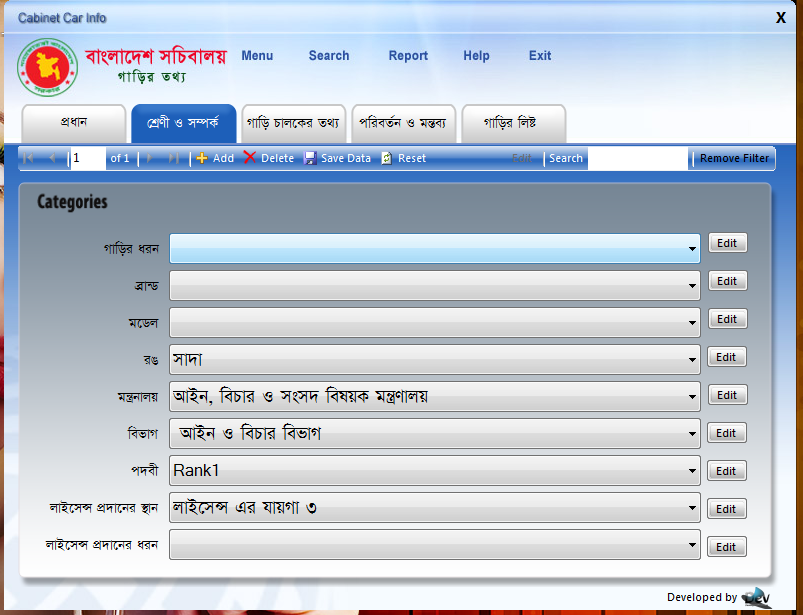 Cabinet Car Info X
বাংলাদেশ সচিবালয় Menu Search Report Help Exit
গাড়ির তথ্য
প্রধান শ্রেণী ও সম্পর্ক গাড়ি চালকের তথ্য পরিবর্তন ও মন্তব্য গাড়ির লিষ্ট
1 of 1 Add Delete Save Data Reset Edit Search Remove Filter
Categories
গাড়ির ধরন Edit
ব্রান্ড Edit
মডেল Edit
রঙ সাদা Edit
মন্ত্রনালয় আইন, বিচার ও সংসদ বিষয়ক মন্ত্রণালয় Edit
বিভাগ আইন ও বিচার বিভাগ Edit
পদবী Rank1 Edit
লাইসেন্স প্রদানের স্থান লাইসেন্স এর যায়গা ৩ Edit
লাইসেন্স প্রদানের ধরন Edit
Developed by Dev